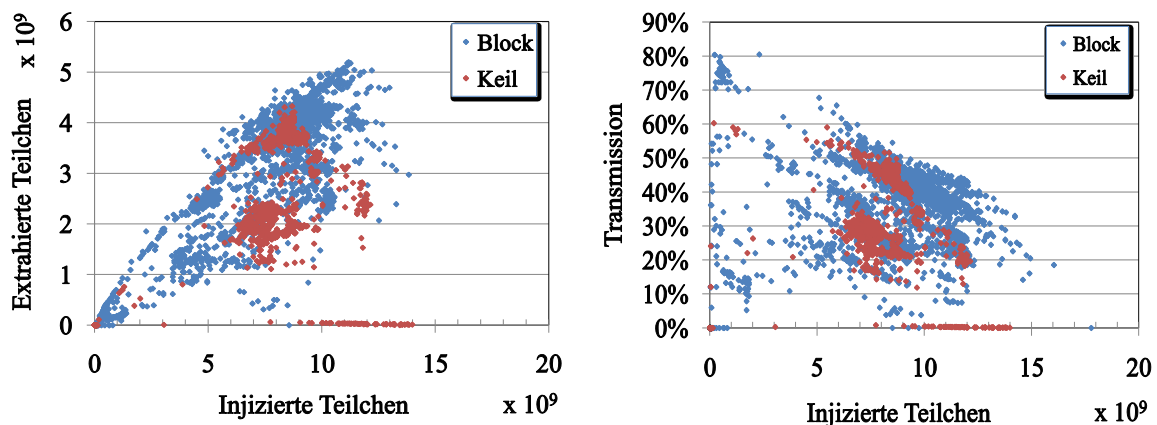 x 10⁹
Extrahierte Teilchen
6
5
4
3
2
1
0
Block
Keil
0 5 10 15 20
Injizierte Teilchen x 10⁹
Transmission
90%
80%
70%
60%
50%
40%
30%
20%
10%
0%
Block
Keil
0 5 10 15 20
Injizierte Teilchen x 10⁹